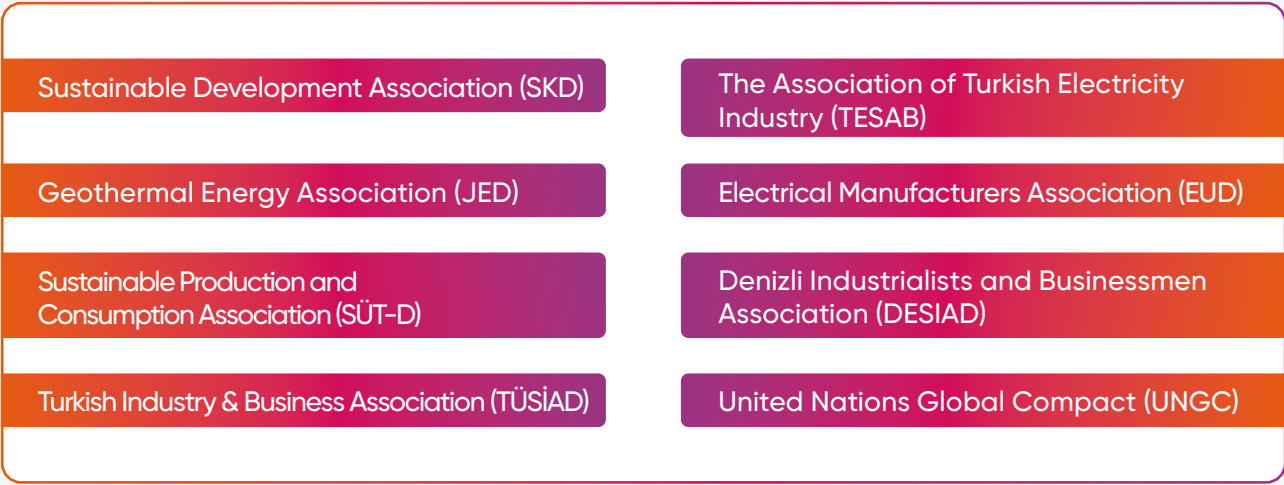 Sustainable Development Association (SKD)
Geothermal Energy Association (JED)
Sustainable Production and
Consumption Association (SÜT-D)
Turkish Industry & Business Association (TÜSİAD)
The Association of Turkish Electricity
Industry (TESAB)
Electrical Manufacturers Association (EUD)
Denizli Industrialists and Businessmen
Association (DESIAD)
United Nations Global Compact (UNGC)